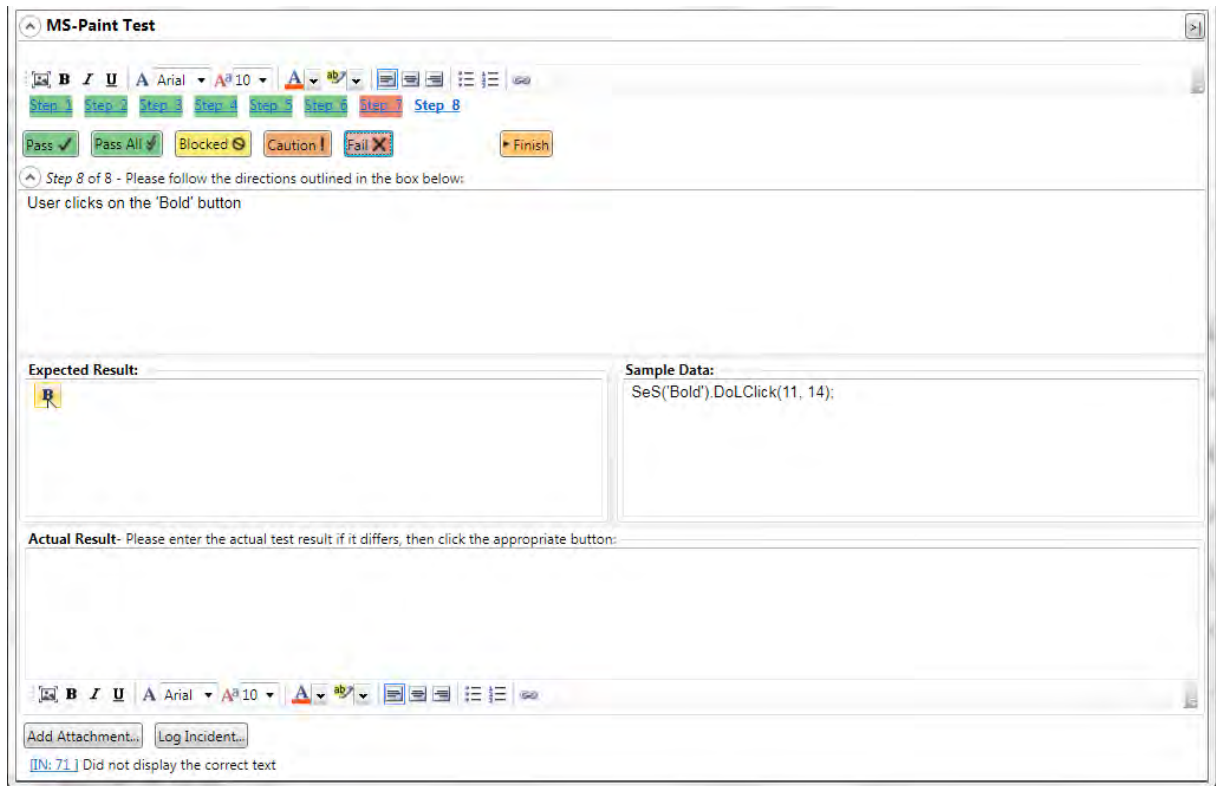 MS-Paint Test
B I U A Arial Aa 10 A ab
Step 1 Step 2 Step 3 Step 4 Step 5 Step 6 Step 7 Step 8
Pass Pass All Blocked Caution ! Fail Finish
Step 8 of 8 - Please follow the directions outlined in the box below:
User clicks on the 'Bold' button
Expected Result:
B
Sample Data:
SeS('Bold').DoLClick(11, 14);
Actual Result- Please enter the actual test result if it differs, then click the appropriate button:
B I U A Arial Aa 10 A ab
Add Attachment... Log Incident...
[IN: 71 ] Did not display the correct text